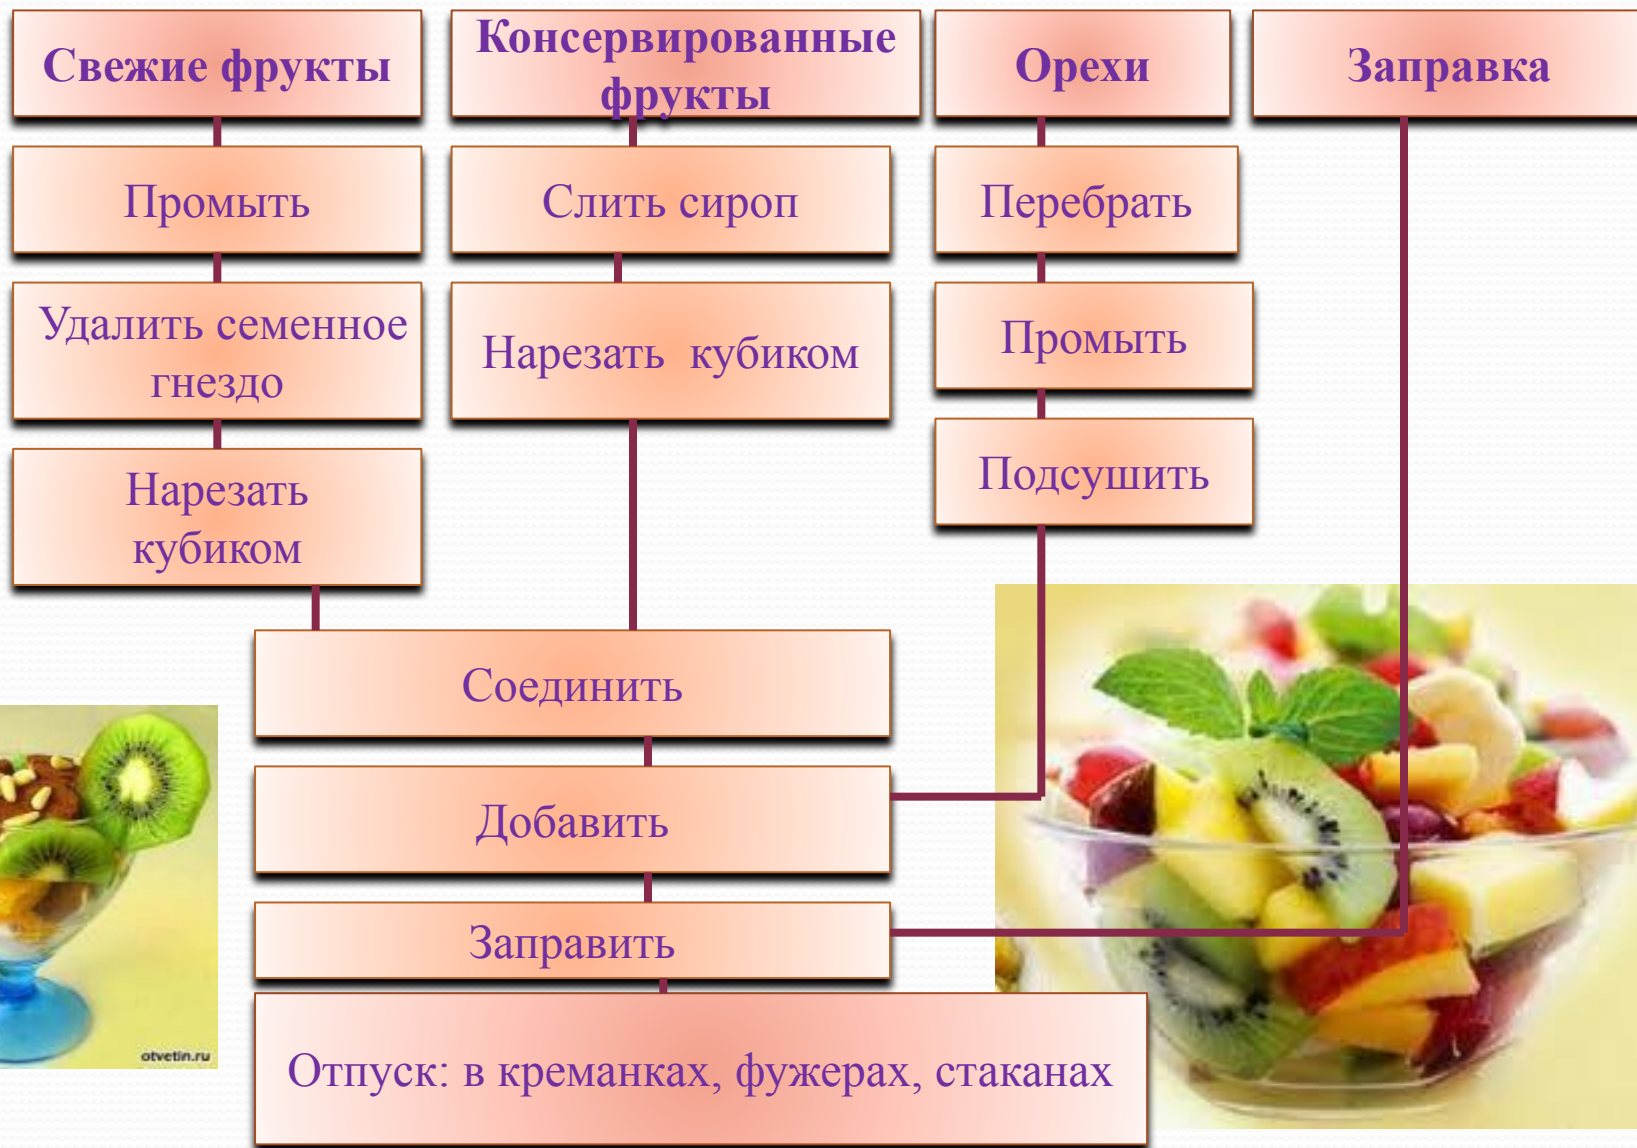 Свежие фрукты
Консервированные
фрукты
Орехи
Заправка
Промыть
Слить сироп
Перебрать
Удалить семенное
гнездо
Нарезать кубиком
Промыть
Нарезать
кубиком
Подсушить
Соединить
Добавить
Заправить
Отпуск: в креманках, фужерах, стаканах
otvetin.ru